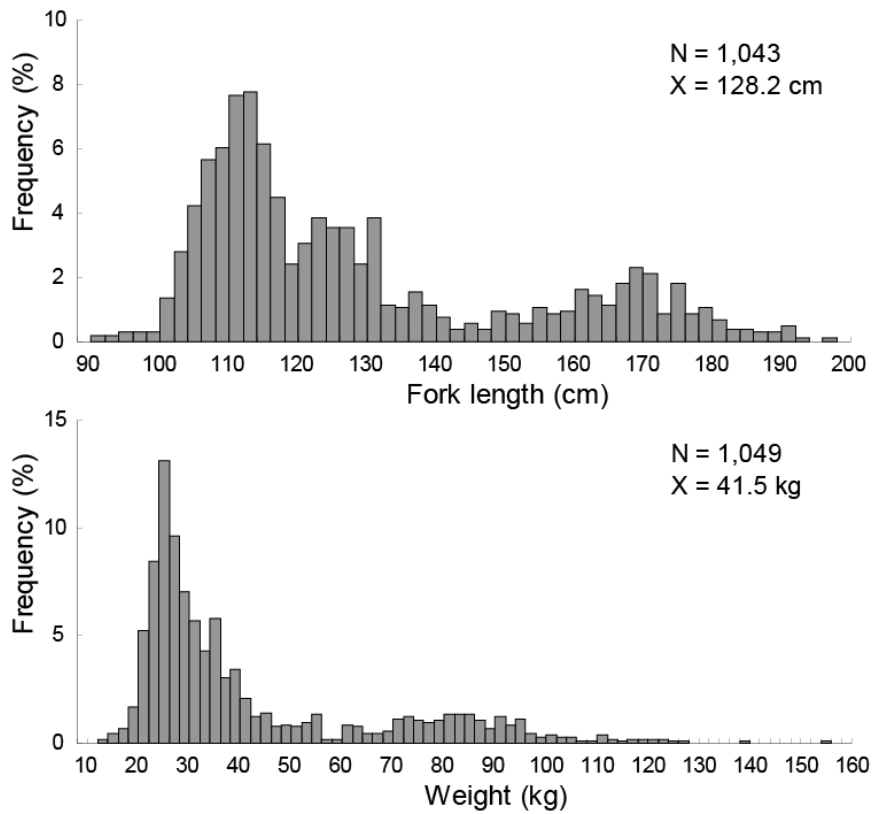 10
8
6
4
2
0
Frequency (%)
N = 1,043
X = 128.2 cm
90 100 110 120 130 140 150 160 170 180 190 200
Fork length (cm)
15
10
5
0
Frequency (%)
N = 1,049
X = 41.5 kg
10 20 30 40 50 60 70 80 90 100 110 120 130 140 150 160
Weight (kg)